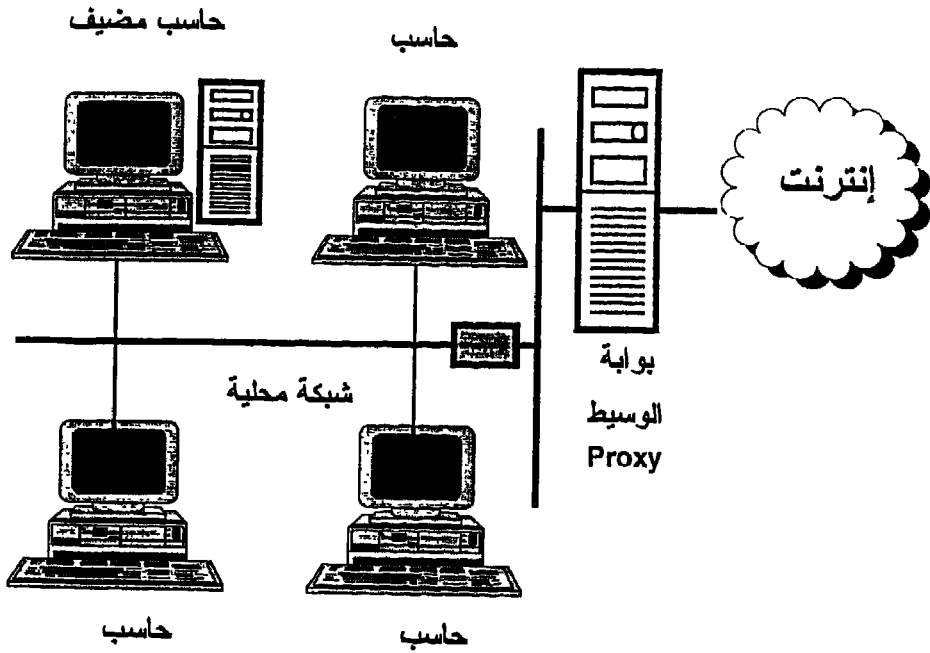 حاسب مضيف
حاسب
إنترنت
بوابة
الوسيط
Proxy
شبكة محلية
حاسب
حاسب